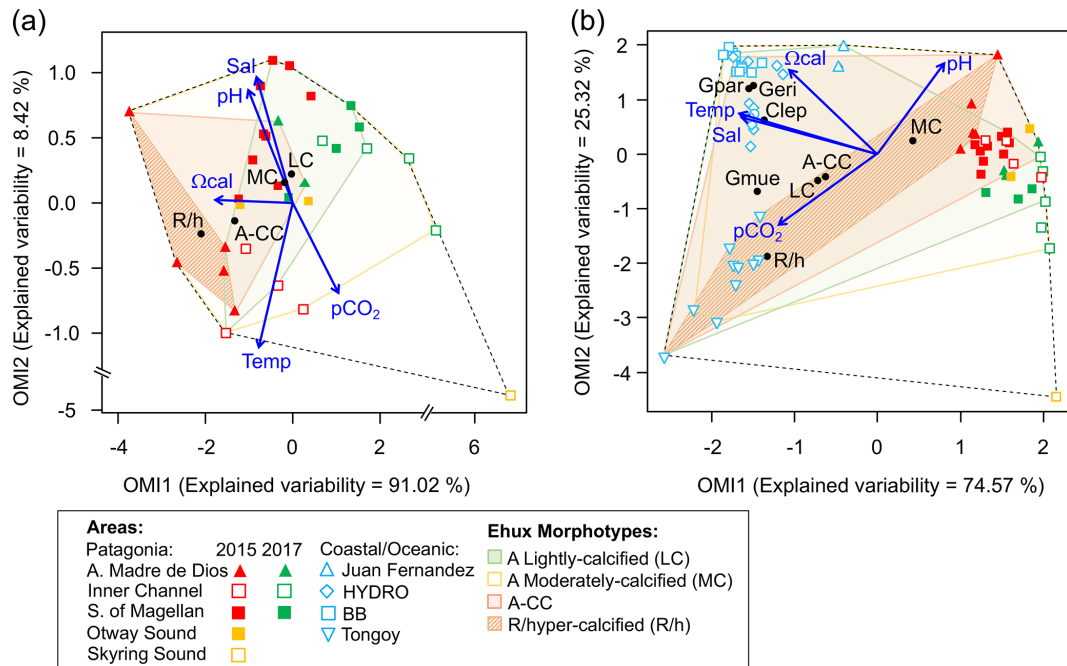 (a)
OMI2 (Explained variability = 8.42 %)
1.0
0.5
0.0
-0.5
-1.0
-5
Sal
pH
LC
MC
Ωcal
A-CC
R/h
pCO₂
Temp
-4
-2
0
2
4
6
OMI1 (Explained variability = 91.02 %)
(b)
OMI2 (Explained variability = 25.32 %)
2
1
0
-1
-2
-3
-4
Ωcal
pH
Gpar
Geri
Temp
Clep
Sal
MC
A-CC
Gmue
LC
pCO₂
R/h
-2
-1
0
1
2
OMI1 (Explained variability = 74.57 %)
Areas:
Patagonia: 2015 2017 Coastal/Oceanic:
A. Madre de Dios Juan Fernandez
Inner Channel HYDRO
S. of Magellan BB
Otway Sound Tongoy
Skyring Sound
Ehux Morphotypes:
A Lightly-calcified (LC)
A Moderately-calcified (MC)
A-CC
R/hyper-calcified (R/h)